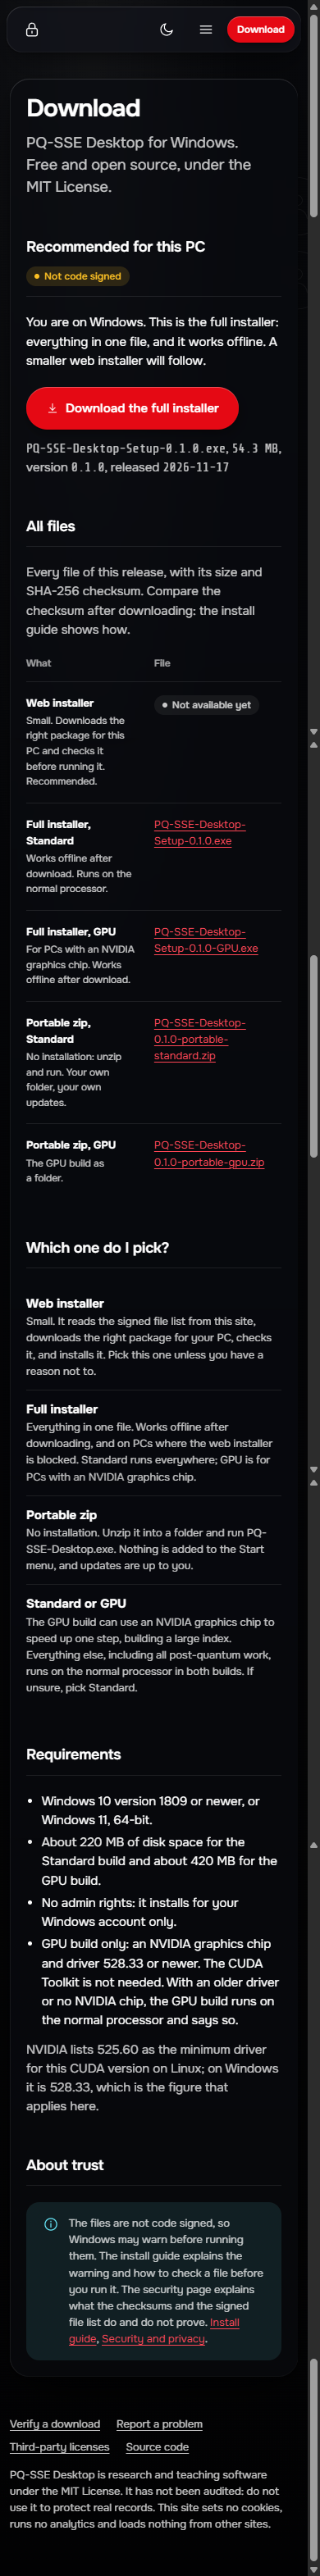 Download
Download
PQ-SSE Desktop for Windows.
Free and open source, under the
MIT License.
Recommended for this PC
Not code signed
You are on Windows. This is the full installer:
everything in one file, and it works offline. A
smaller web installer will follow.
Download the full installer
PQ-SSE-Desktop-Setup-0.1.0.exe, 54.3 MB,
version 0.1.0, released 2026-11-17
All files
Every file of this release, with its size and
SHA-256 checksum. Compare the
checksum after downloading: the install
guide shows how.
What File
Web installer Not available yet
Small. Downloads the
right package for this
PC and checks it
before running it.
Recommended.
Full installer, PQ-SSE-Desktop-
Standard Setup-0.1.0.exe
Works offline after
download. Runs on the
normal processor.
Full installer, GPU PQ-SSE-Desktop-
For PCs with an NVIDIA Setup-0.1.0-GPU.exe
graphics chip. Works
offline after download.
Portable zip, PQ-SSE-Desktop-
Standard 0.1.0-portable-
No installation: unzip standard.zip
and run. Your own
folder, your own
updates.
Portable zip, GPU PQ-SSE-Desktop-
The GPU build as 0.1.0-portable-gpu.zip
a folder.
Which one do I pick?
Web installer
Small. It reads the signed file list from this site,
downloads the right package for your PC, checks
it, and installs it. Pick this one unless you have a
reason not to.
Full installer
Everything in one file. Works offline after
downloading, and on PCs where the web installer
is blocked. Standard runs everywhere; GPU is for
PCs with an NVIDIA graphics chip.
Portable zip
No installation. Unzip it into a folder and run PQ-
SSE-Desktop.exe. Nothing is added to the Start
menu, and updates are up to you.
Standard or GPU
The GPU build can use an NVIDIA graphics chip to
speed up one step, building a large index.
Everything else, including all post-quantum work,
runs on the normal processor in both builds. If
unsure, pick Standard.
Requirements
• Windows 10 version 1809 or newer, or
Windows 11, 64-bit.
• About 220 MB of disk space for the
Standard build and about 420 MB for the
GPU build.
• No admin rights: it installs for your
Windows account only.
• GPU build only: an NVIDIA graphics chip
and driver 528.33 or newer. The CUDA
Toolkit is not needed. With an older driver
or no NVIDIA chip, the GPU build runs on
the normal processor and says so.
NVIDIA lists 525.60 as the minimum driver
for this CUDA version on Linux; on Windows
it is 528.33, which is the figure that
applies here.
About trust
The files are not code signed, so
Windows may warn before running
them. The install guide explains the
warning and how to check a file before
you run it. The security page explains
what the checksums and the signed
file list do and do not prove. Install
guide, Security and privacy.
Verify a download Report a problem
Third-party licenses Source code
PQ-SSE Desktop is research and teaching software
under the MIT License. It has not been audited: do not
use it to protect real records. This site sets no cookies,
runs no analytics and loads nothing from other sites.